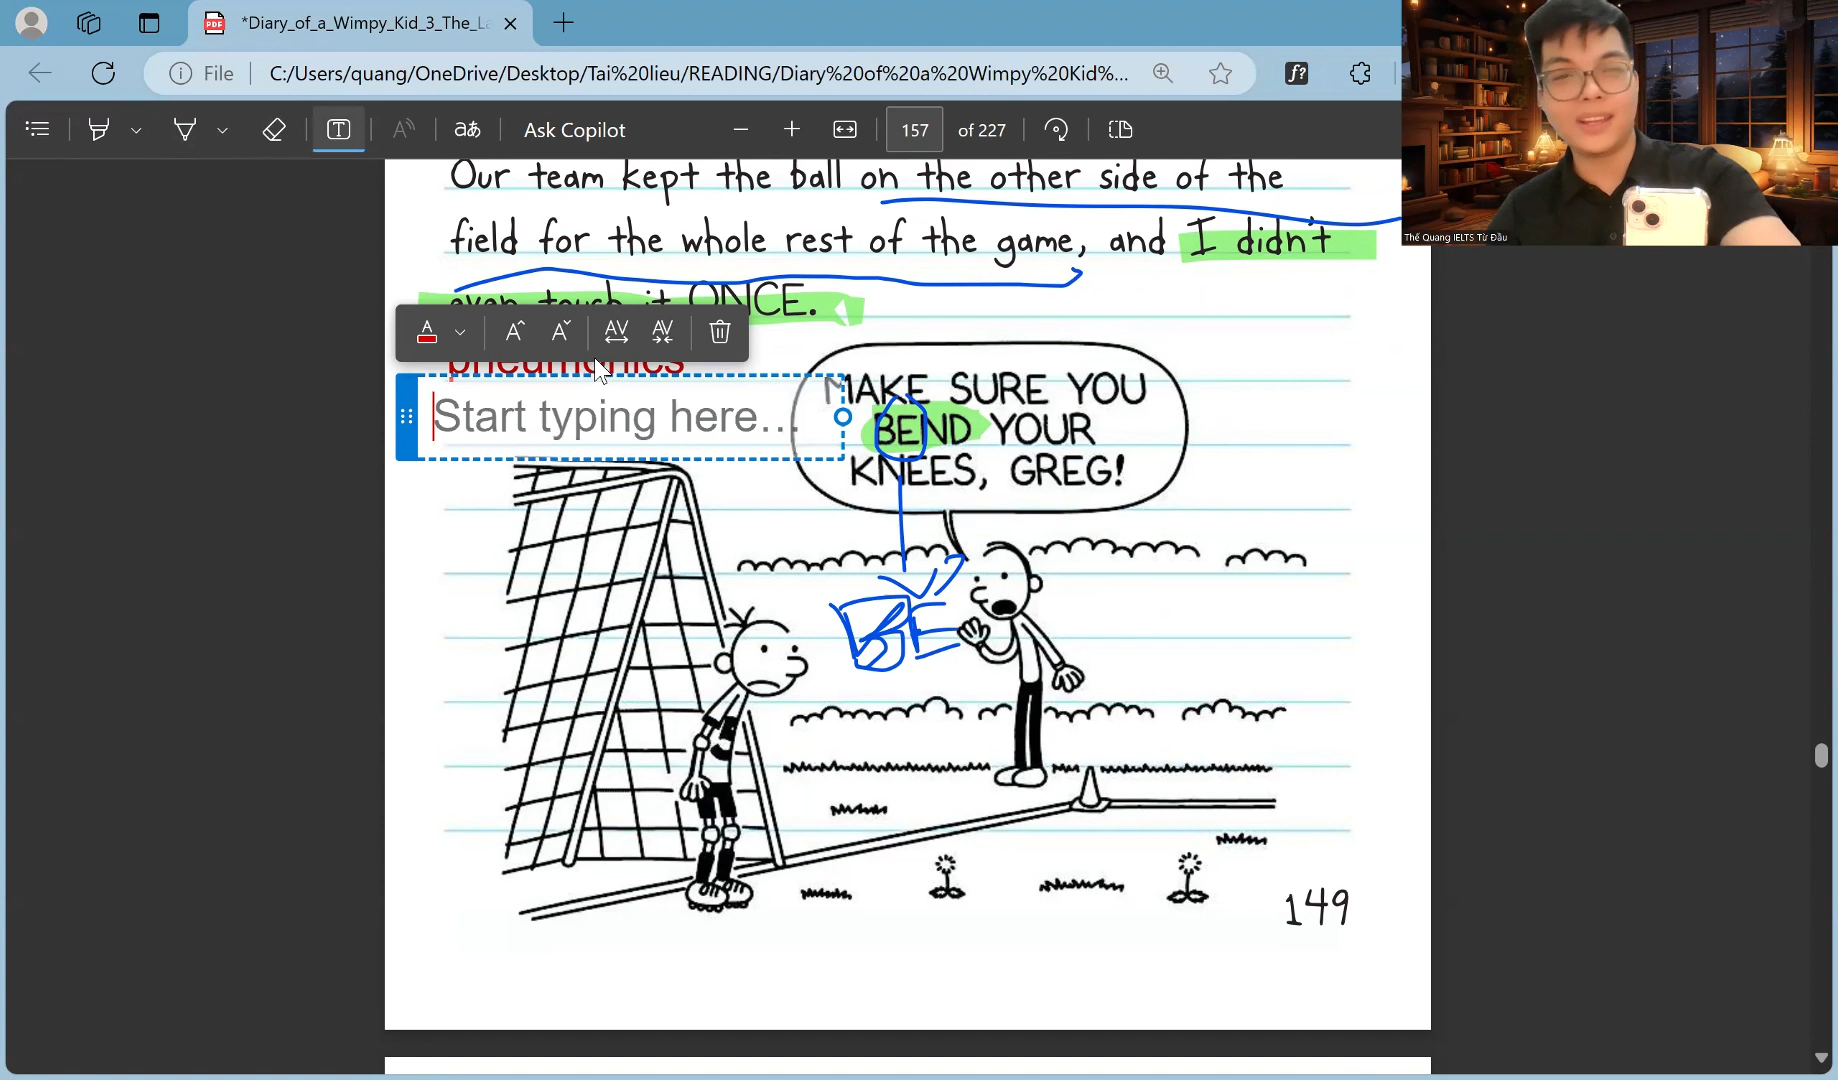 *Diary_of_a_Wimpy_Kid_3_The_La
File
C:/Users/quang/OneDrive/Desktop/Tai%20lieu/READING/Diary%20of%20a%20Wimpy%20Kid%...
Ask Copilot
157 of 227
Thế Quang IELTS Từ Đầu
Our team kept the ball on the other side of the
field for the whole rest of the game, and I didn't
even touch it ONCE.
pneumonics
Start typing here...
MAKE SURE YOU
BEND YOUR
KNEES, GREG!
BE
149